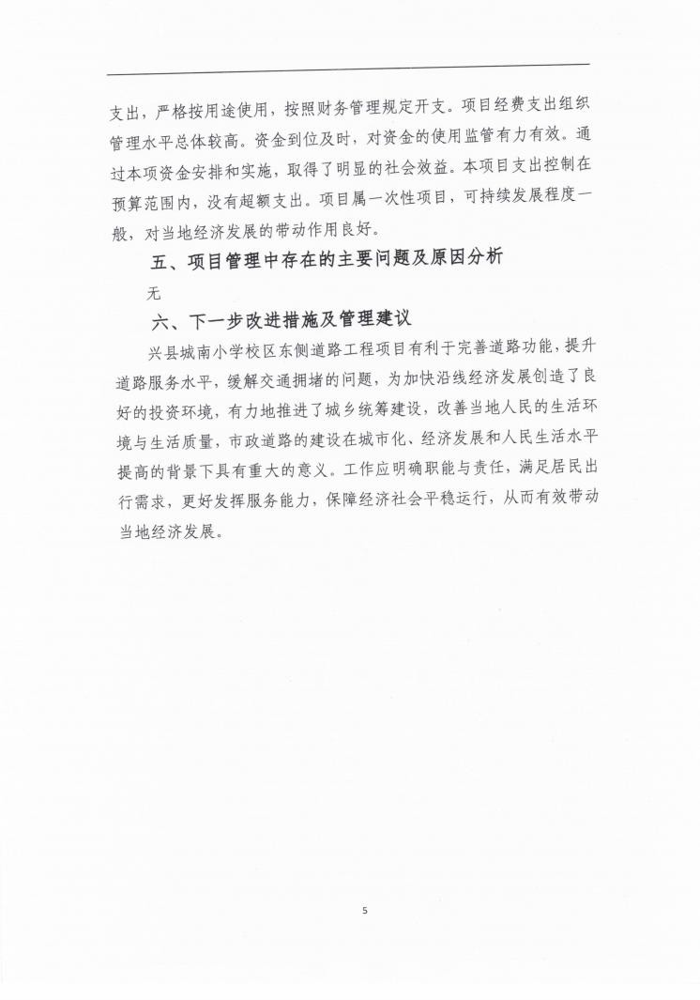 支出，严格按用途使用，按照财务管理规定开支。项目经费支出组织
管理水平总体较高。资金到位及时，对资金的使用监管有力有效。通
过本项资金安排和实施，取得了明显的社会效益。本项目支出控制在
预算范围内，没有超额支出。项目属一次性项目，可持续发展程度一
般，对当地经济发展的带动作用良好。
五、项目管理中存在的主要问题及原因分析
无
六、下一步改进措施及管理建议
兴县城南小学校区东侧道路工程项目有利于完善道路功能，提升
道路服务水平，缓解交通拥堵的问题，为加快沿线经济发展创造了良
好的投资环境，有力地推进了城乡统筹建设，改善当地人民的生活环
境与生活质量，市政道路的建设在城市化、经济发展和人民生活水平
提高的背景下具有重大的意义。工作应明确职能与责任，满足居民出
行需求，更好发挥服务能力，保障经济社会平稳运行，从而有效带动
当地经济发展。
5